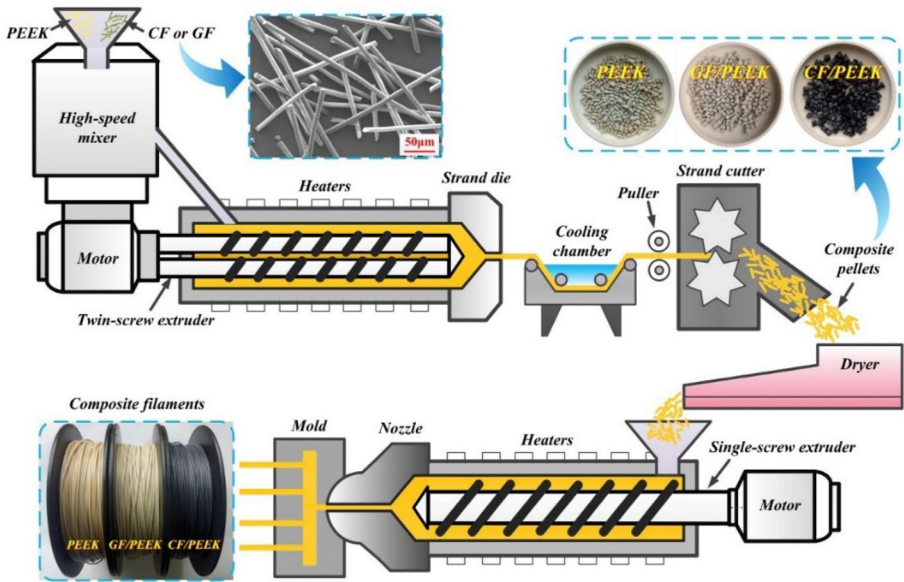 PEEK
CF or GF
High-speed
mixer
50μm
PEEK
GF/PEEK
CF/PEEK
Heaters
Strand die
Puller
Strand cutter
Cooling
chamber
Motor
Composite
pellets
Twin-screw extruder
Dryer
Composite filaments
Mold
Nozzle
Heaters
Single-screw extruder
Motor
PEEK
GF/PEEK
CF/PEEK